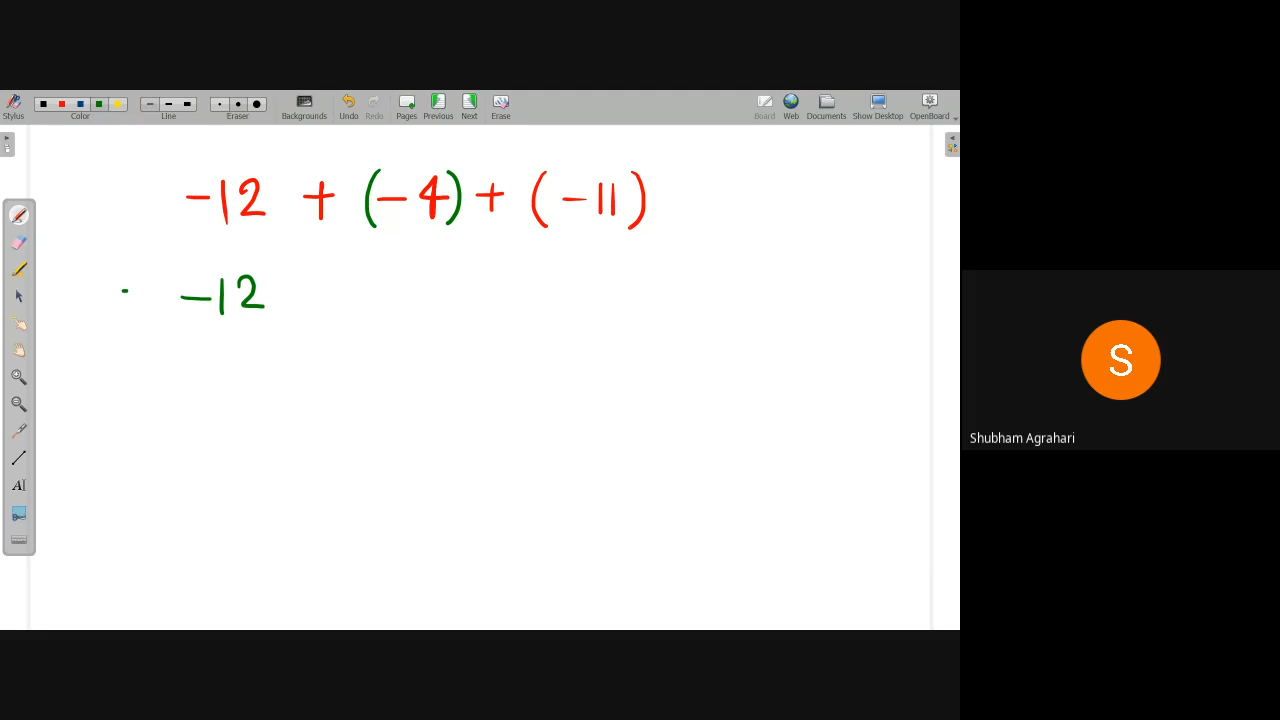 Stylus Color Line Eraser Backgrounds Undo Redo Pages Previous Next Erase Board Web Documents Show Desktop OpenBoard
-12 + (-4) + (-11)
-12
S
Shubham Agrahari